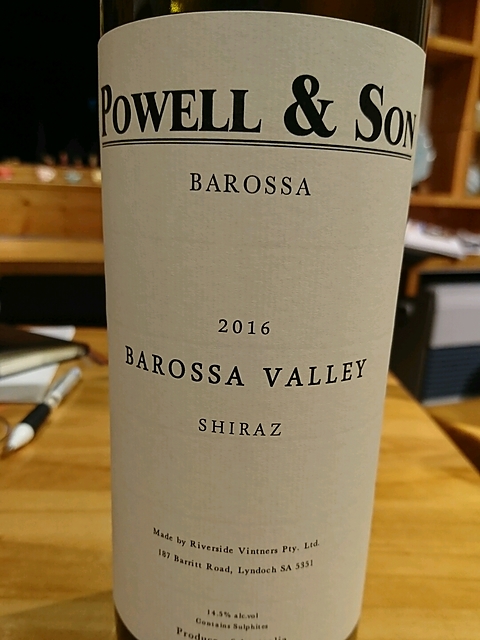 POWELL & SON
BAROSSA
2016
BAROSSA VALLEY
SHIRAZ
Made by Riverside Vintners Pty. Ltd.
187 Barritt Road, Lyndoch SA 5351
14.5% alc.vol
Contains Sulphites